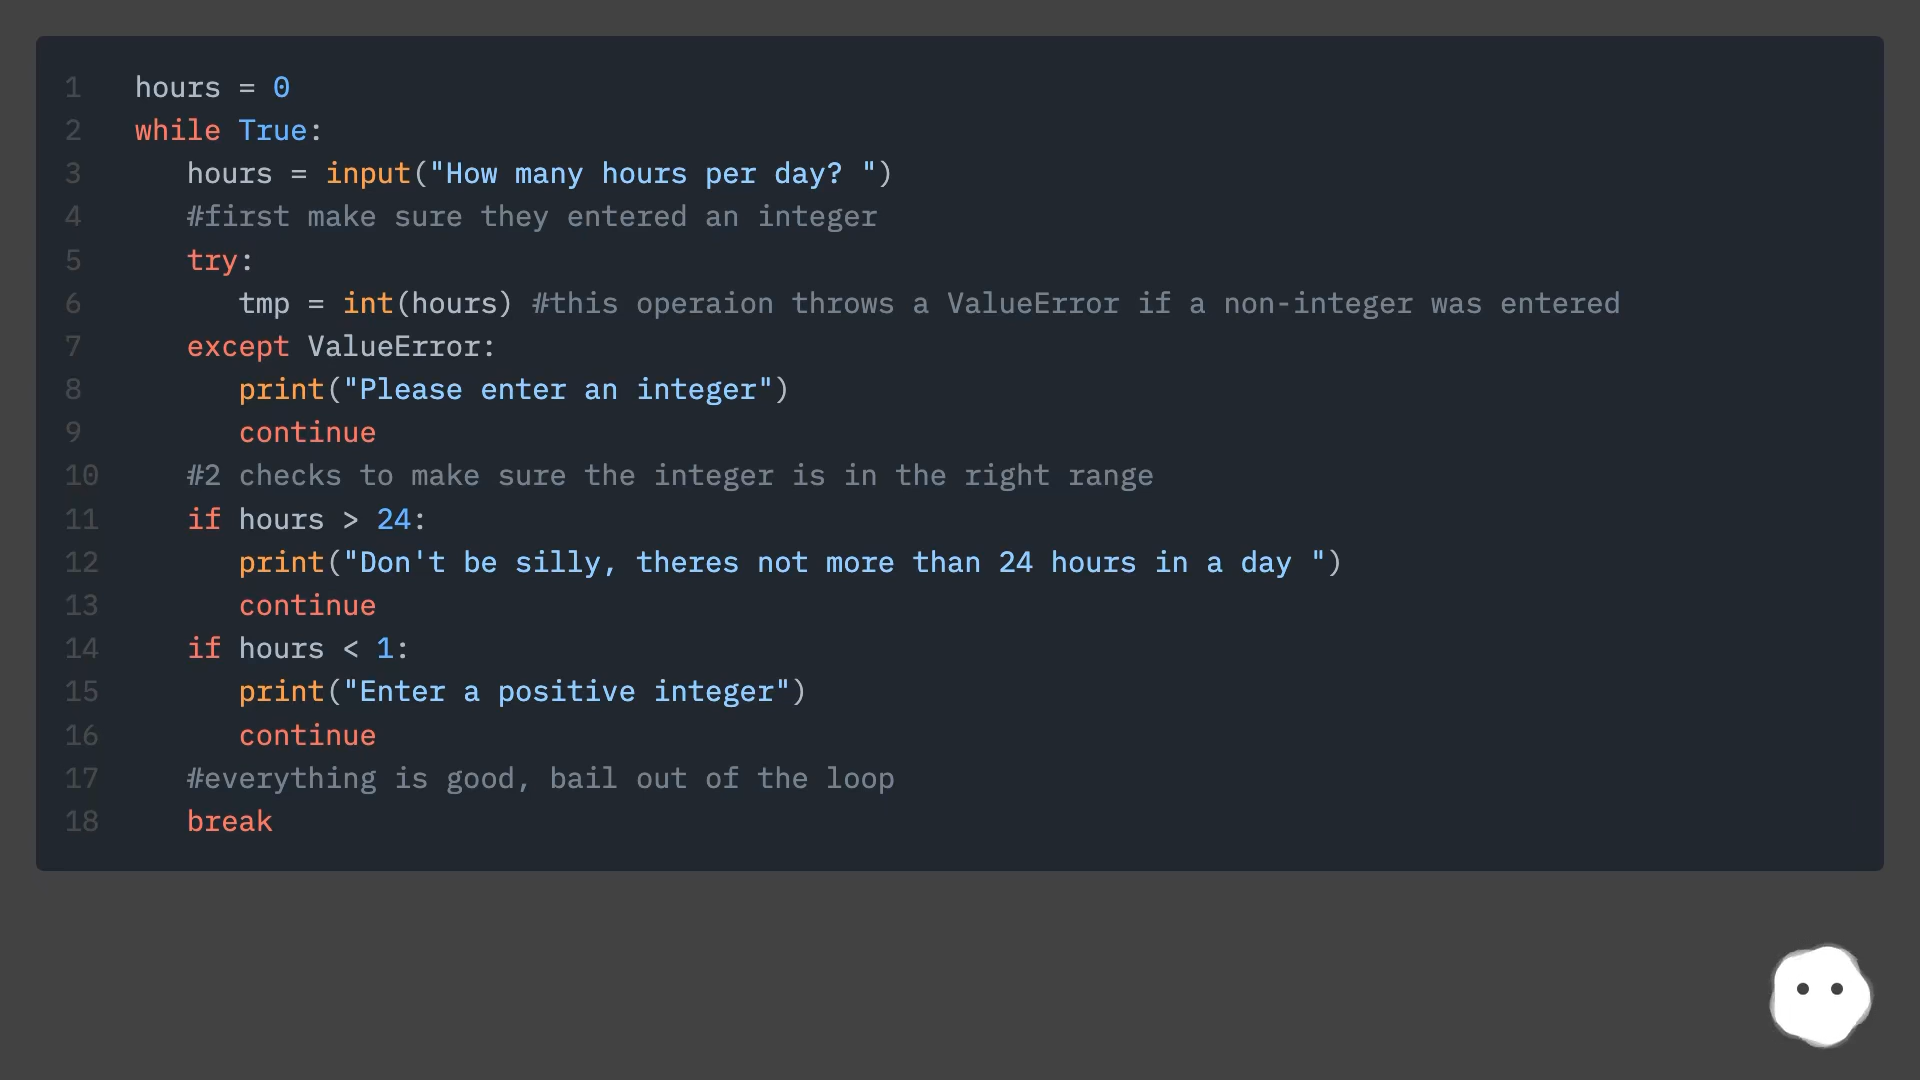 1 hours = 0
2 while True:
3 hours = input("How many hours per day? ")
4 #first make sure they entered an integer
5 try:
6 tmp = int(hours) #this operaion throws a ValueError if a non-integer was entered
7 except ValueError:
8 print("Please enter an integer")
9 continue
10 #2 checks to make sure the integer is in the right range
11 if hours > 24:
12 print("Don't be silly, theres not more than 24 hours in a day ")
13 continue
14 if hours < 1:
15 print("Enter a positive integer")
16 continue
17 #everything is good, bail out of the loop
18 break